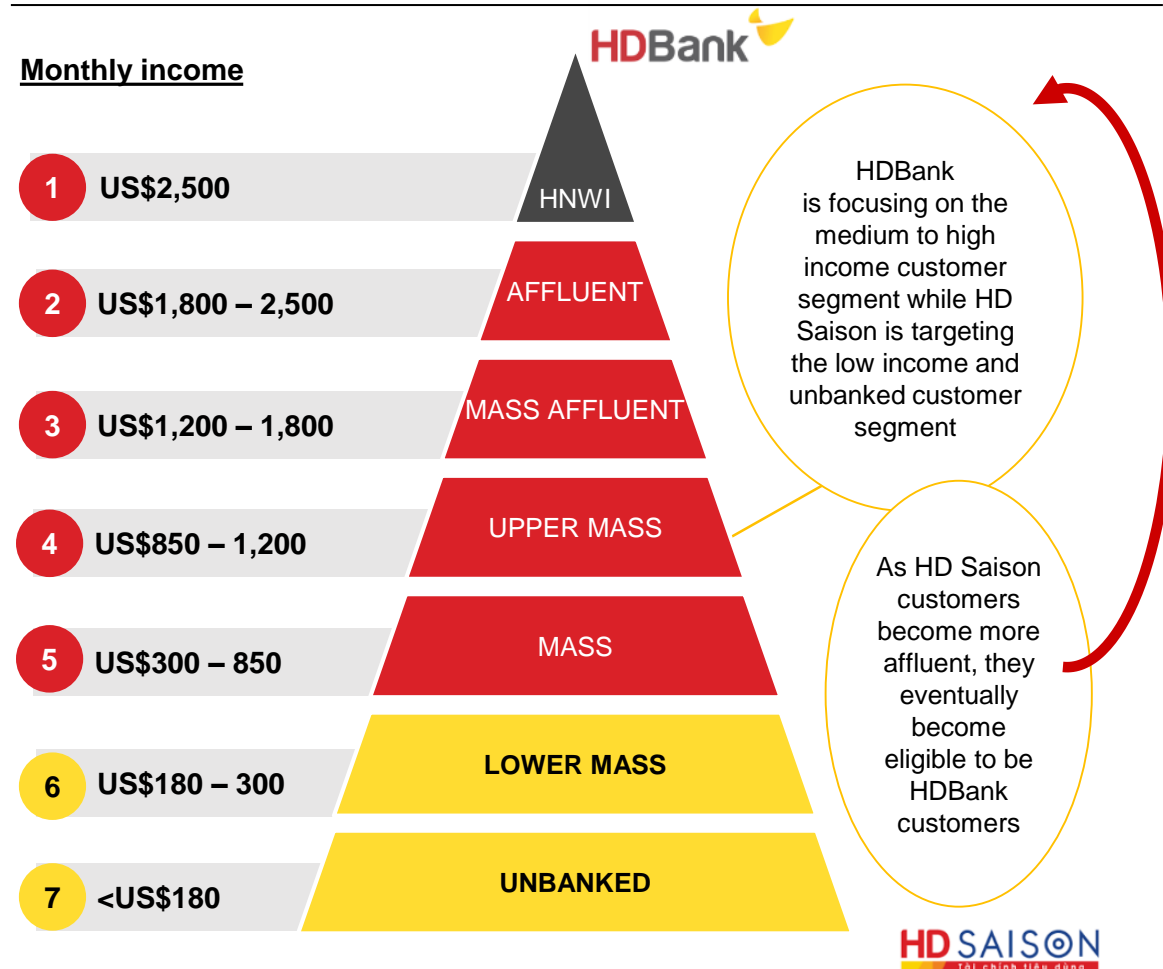 HDBank
Monthly income
1 US$2,500
HNWI
2 US$1,800 – 2,500
AFFLUENT
3 US$1,200 – 1,800
MASS AFFLUENT
4 US$850 – 1,200
UPPER MASS
5 US$300 – 850
MASS
6 US$180 – 300
LOWER MASS
7 <US$180
UNBANKED
HDBank
is focusing on the
medium to high
income customer
segment while HD
Saison is targeting
the low income and
unbanked customer
segment
As HD Saison
customers
become more
affluent, they
eventually
become
eligible to be
HDBank
customers
HD SAISON
Tài chính tiêu dùng